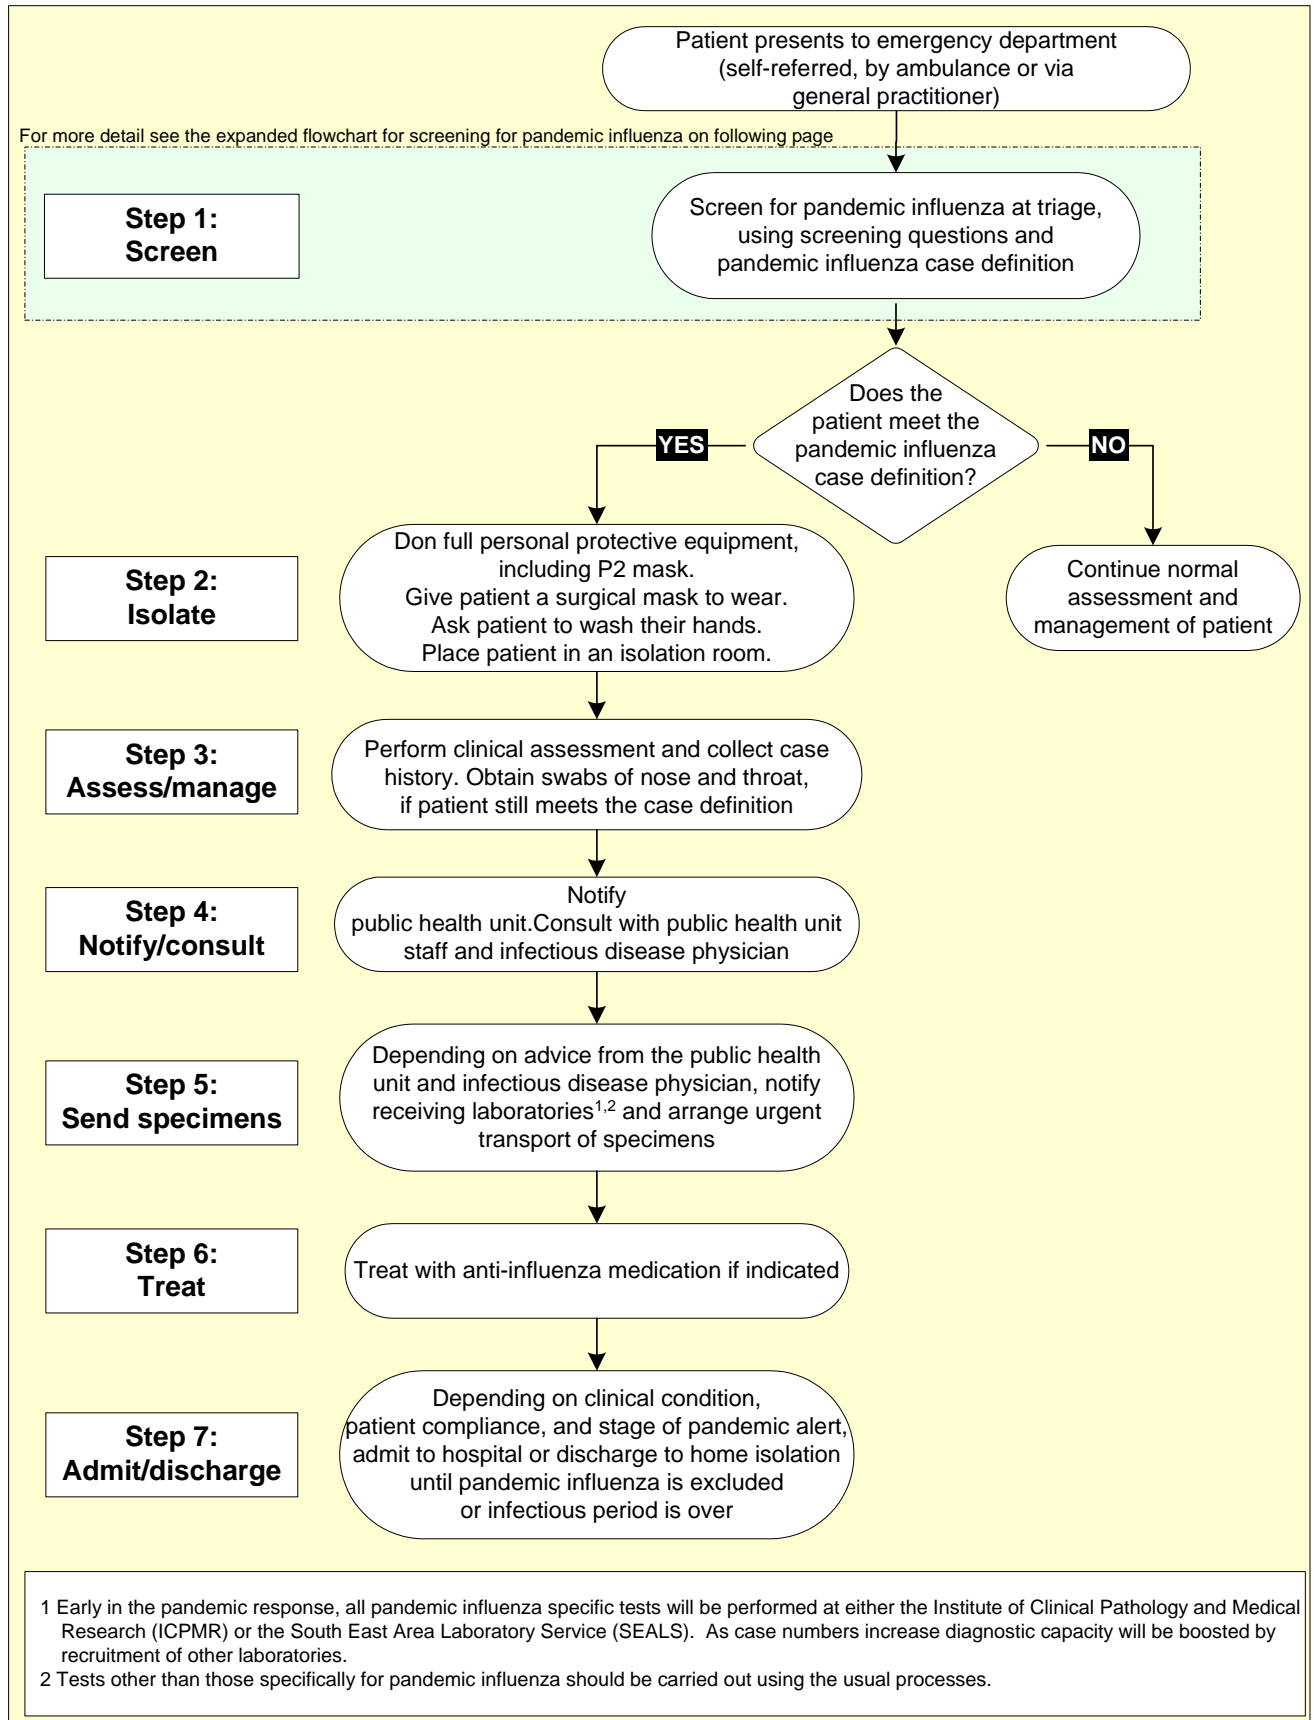 Patient presents to emergency department
(self-referred, by ambulance or via
general practitioner)
For more detail see the expanded flowchart for screening for pandemic influenza on following page
Step 1:
Screen
Screen for pandemic influenza at triage,
using screening questions and
pandemic influenza case definition
Does the
patient meet the
pandemic influenza
case definition?
YES
NO
Step 2:
Isolate
Don full personal protective equipment,
including P2 mask.
Give patient a surgical mask to wear.
Ask patient to wash their hands.
Place patient in an isolation room.
Continue normal
assessment and
management of patient
Step 3:
Assess/manage
Perform clinical assessment and collect case
history. Obtain swabs of nose and throat,
if patient still meets the case definition
Step 4:
Notify/consult
Notify
public health unit.Consult with public health unit
staff and infectious disease physician
Step 5:
Send specimens
Depending on advice from the public health
unit and infectious disease physician, notify
receiving laboratories1,2 and arrange urgent
transport of specimens
Step 6:
Treat
Treat with anti-influenza medication if indicated
Step 7:
Admit/discharge
Depending on clinical condition,
patient compliance, and stage of pandemic alert,
admit to hospital or discharge to home isolation
until pandemic influenza is excluded
or infectious period is over
1 Early in the pandemic response, all pandemic influenza specific tests will be performed at either the Institute of Clinical Pathology and Medical
Research (ICPMR) or the South East Area Laboratory Service (SEALS).  As case numbers increase diagnostic capacity will be boosted by
recruitment of other laboratories.
2 Tests other than those specifically for pandemic influenza should be carried out using the usual processes.